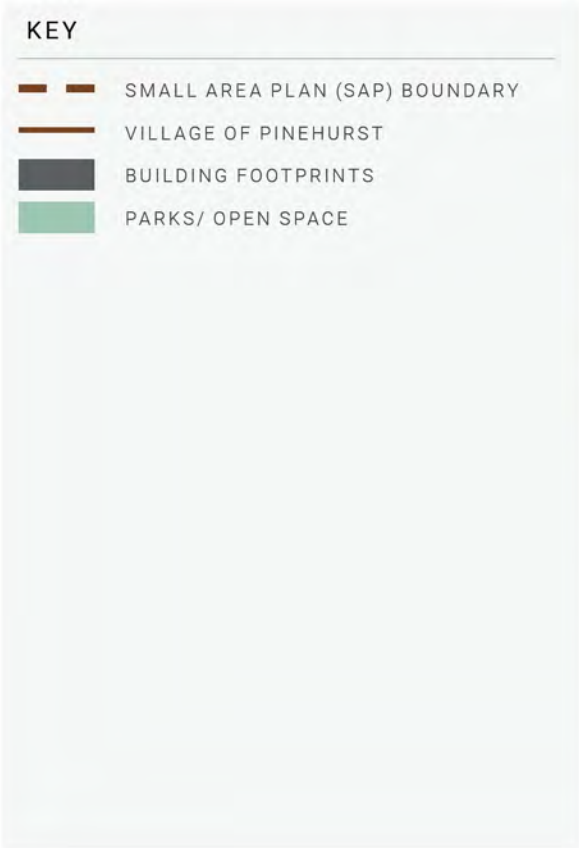 KEY
SMALL AREA PLAN (SAP) BOUNDARY
VILLAGE OF PINEHURST
BUILDING FOOTPRINTS
PARKS/ OPEN SPACE